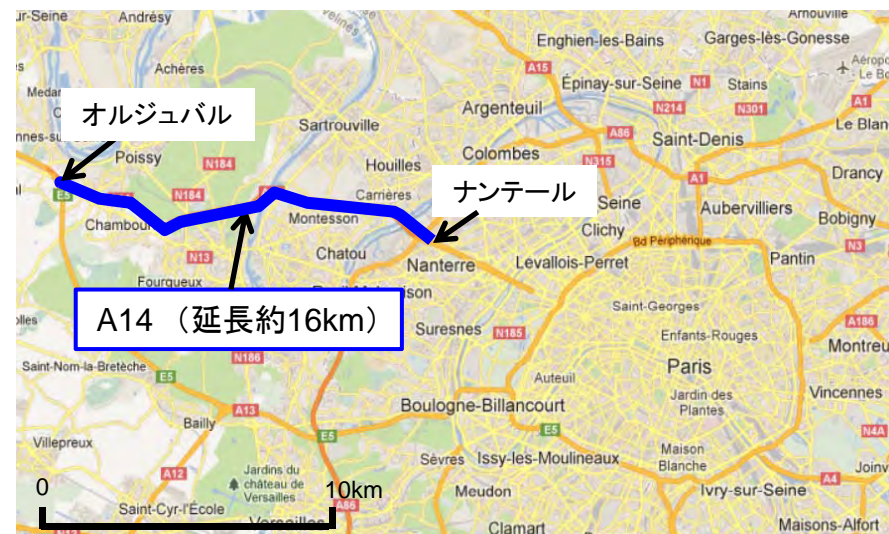 Andrésy
Arnouville
Enghien-les-Bains
Garges-lès-Gonesse
Achères
A15
Épinay-sur-Seine
N1
Stains
オルジュバル
Argenteuil
N214
N301
A1
Sartrouville
A86
Le Blan
Saint-Denis
Poissy
N184
Houilles
Colombes
N315
A1
Drancy
ナンテール
E5
N184
Carrières
Seine
Aubervilliers
Chambour
Montesson
Clichy
Bobigny
Bd Périphérique
N3
N13
Chatou
Nanterre
Levallois-Perret
Pantin
Fourqueux
A14 (延長約16km)
Saint-Georges
Suresnes
N185
Enfants-Rouges
A186
Montreu
N186
Saint-Nom-la-Bretèche
E5
Paris
Auteuil
Jardin des
Plantes
Vincennes
A13
Boulogne-Billancourt
Bailly
E5
E5
N4A
Villepreux
Sèvres
Issy-les-Moulineaux
Maison
Blanche
A12
Jardins du
château de
Versailles
A4
Joinv
0
10km
Meudon
Ivry-sur-Seine
Saint-Cyr-l'École
A86
Versailles
Clamart
Maisons-Alfort